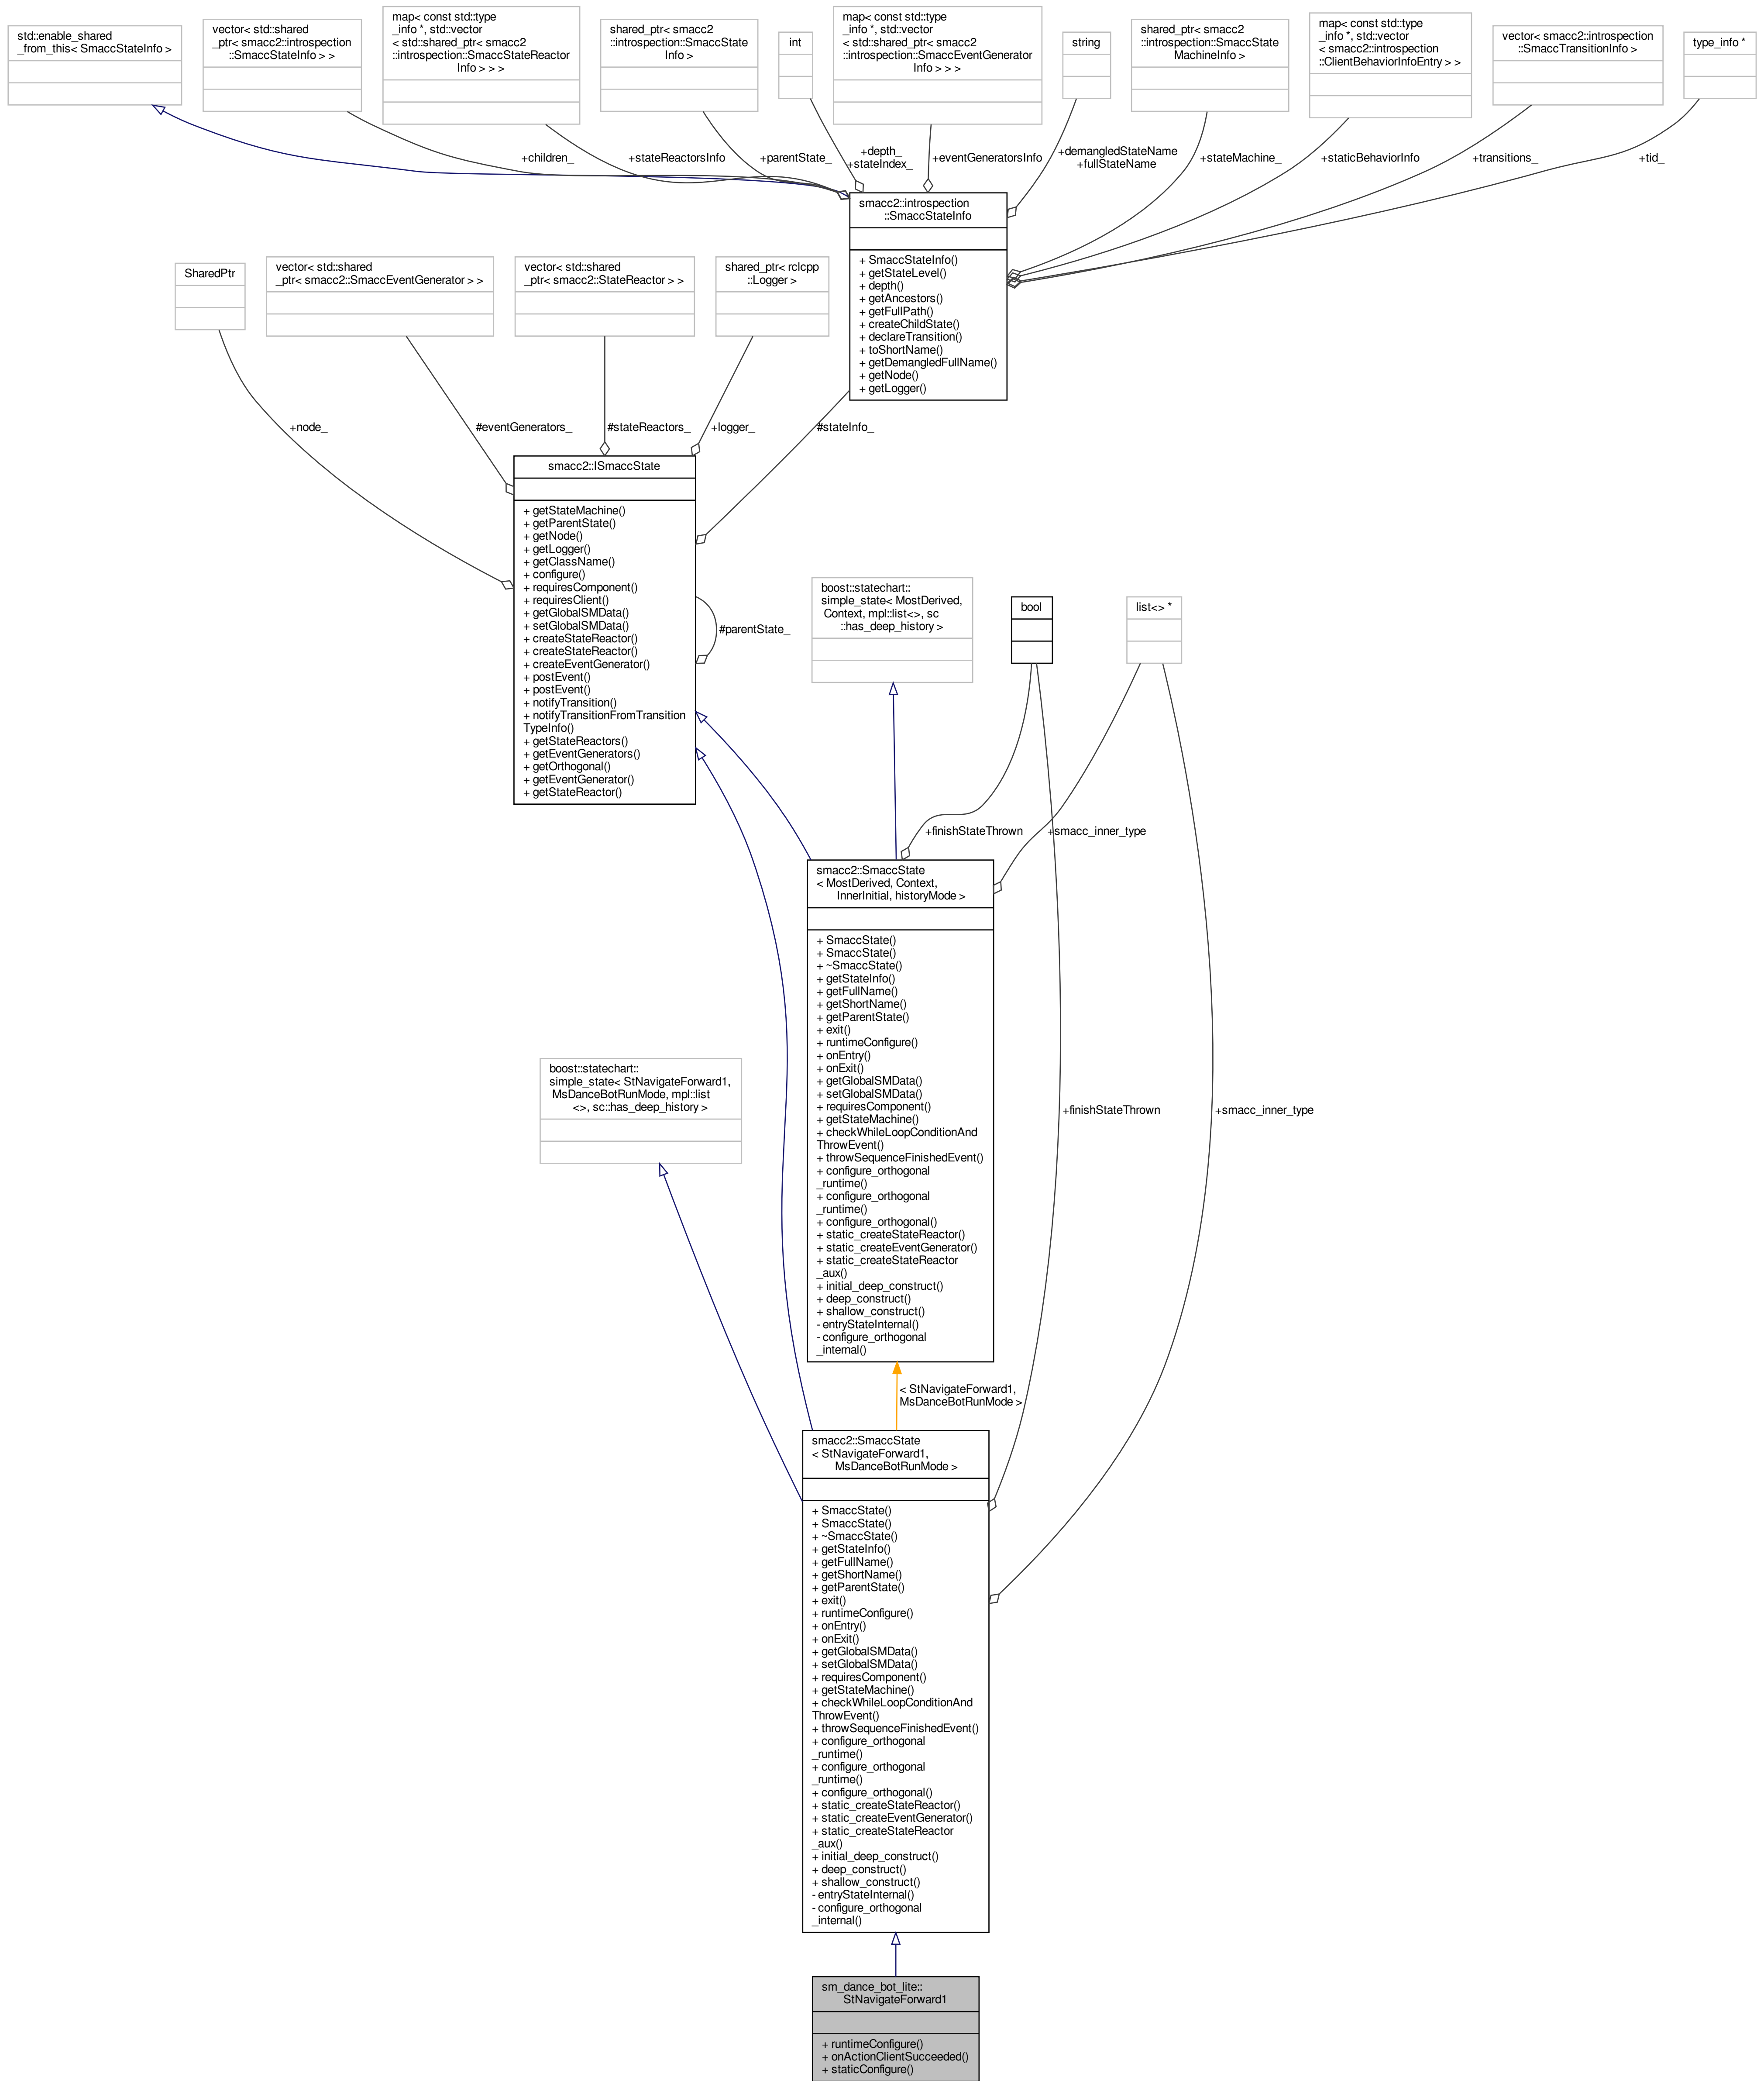 std::enable_shared
_from_this< SmaccStateInfo >
vector< std::shared
_ptr< smacc2::introspection
::SmaccStateInfo > >
map< const std::type
_info *, std::vector
< std::shared_ptr< smacc2
::introspection::SmaccStateReactor
Info > > >
shared_ptr< smacc2
::introspection::SmaccState
Info >
int
map< const std::type
_info *, std::vector
< std::shared_ptr< smacc2
::introspection::SmaccEventGenerator
Info > > >
string
shared_ptr< smacc2
::introspection::SmaccState
MachineInfo >
map< const std::type
_info *, std::vector
< smacc2::introspection
::ClientBehaviorInfoEntry > >
vector< smacc2::introspection
::SmaccTransitionInfo >
type_info *
+children_
+stateReactorsInfo
+parentState_
+depth_
+stateIndex_
+eventGeneratorsInfo
+demangledStateName
+fullStateName
+stateMachine_
+staticBehaviorInfo
+transitions_
+tid_
smacc2::introspection
::SmaccStateInfo
+ SmaccStateInfo()
+ getStateLevel()
+ depth()
+ getAncestors()
+ getFullPath()
+ createChildState()
+ declareTransition()
+ toShortName()
+ getDemangledFullName()
+ getNode()
+ getLogger()
SharedPtr
vector< std::shared
_ptr< smacc2::SmaccEventGenerator > >
vector< std::shared
_ptr< smacc2::StateReactor > >
shared_ptr< rclcpp
::Logger >
+node_
#eventGenerators_
#stateReactors_
+logger_
#stateInfo_
smacc2::ISmaccState
+ getStateMachine()
+ getParentState()
+ getNode()
+ getLogger()
+ getClassName()
+ configure()
+ requiresComponent()
+ requiresClient()
+ getGlobalSMData()
+ setGlobalSMData()
+ createStateReactor()
+ createStateReactor()
+ createEventGenerator()
+ postEvent()
+ postEvent()
+ notifyTransition()
+ notifyTransitionFromTransition
TypeInfo()
+ getStateReactors()
+ getEventGenerators()
+ getOrthogonal()
+ getEventGenerator()
+ getStateReactor()
#parentState_
boost::statechart::
simple_state< MostDerived,
Context, mpl::list<>, sc
::has_deep_history >
bool
list<> *
+finishStateThrown
+smacc_inner_type
smacc2::SmaccState
< MostDerived, Context,
InnerInitial, historyMode >
+ SmaccState()
+ SmaccState()
+ ~SmaccState()
+ getStateInfo()
+ getFullName()
+ getShortName()
+ getParentState()
+ exit()
+ runtimeConfigure()
+ onEntry()
+ onExit()
+ getGlobalSMData()
+ setGlobalSMData()
+ requiresComponent()
+ getStateMachine()
+ checkWhileLoopConditionAnd
ThrowEvent()
+ throwSequenceFinishedEvent()
+ configure_orthogonal
_runtime()
+ configure_orthogonal
_runtime()
+ configure_orthogonal()
+ static_createStateReactor()
+ static_createEventGenerator()
+ static_createStateReactor
_aux()
+ initial_deep_construct()
+ deep_construct()
+ shallow_construct()
- entryStateInternal()
- configure_orthogonal
_internal()
boost::statechart::
simple_state< StNavigateForward1,
MsDanceBotRunMode, mpl::list
<>, sc::has_deep_history >
+finishStateThrown
+smacc_inner_type
< StNavigateForward1,
MsDanceBotRunMode >
smacc2::SmaccState
< StNavigateForward1,
MsDanceBotRunMode >
+ SmaccState()
+ SmaccState()
+ ~SmaccState()
+ getStateInfo()
+ getFullName()
+ getShortName()
+ getParentState()
+ exit()
+ runtimeConfigure()
+ onEntry()
+ onExit()
+ getGlobalSMData()
+ setGlobalSMData()
+ requiresComponent()
+ getStateMachine()
+ checkWhileLoopConditionAnd
ThrowEvent()
+ throwSequenceFinishedEvent()
+ configure_orthogonal
_runtime()
+ configure_orthogonal
_runtime()
+ configure_orthogonal()
+ static_createStateReactor()
+ static_createEventGenerator()
+ static_createStateReactor
_aux()
+ initial_deep_construct()
+ deep_construct()
+ shallow_construct()
- entryStateInternal()
- configure_orthogonal
_internal()
sm_dance_bot_lite::
StNavigateForward1
+ runtimeConfigure()
+ onActionClientSucceeded()
+ staticConfigure()